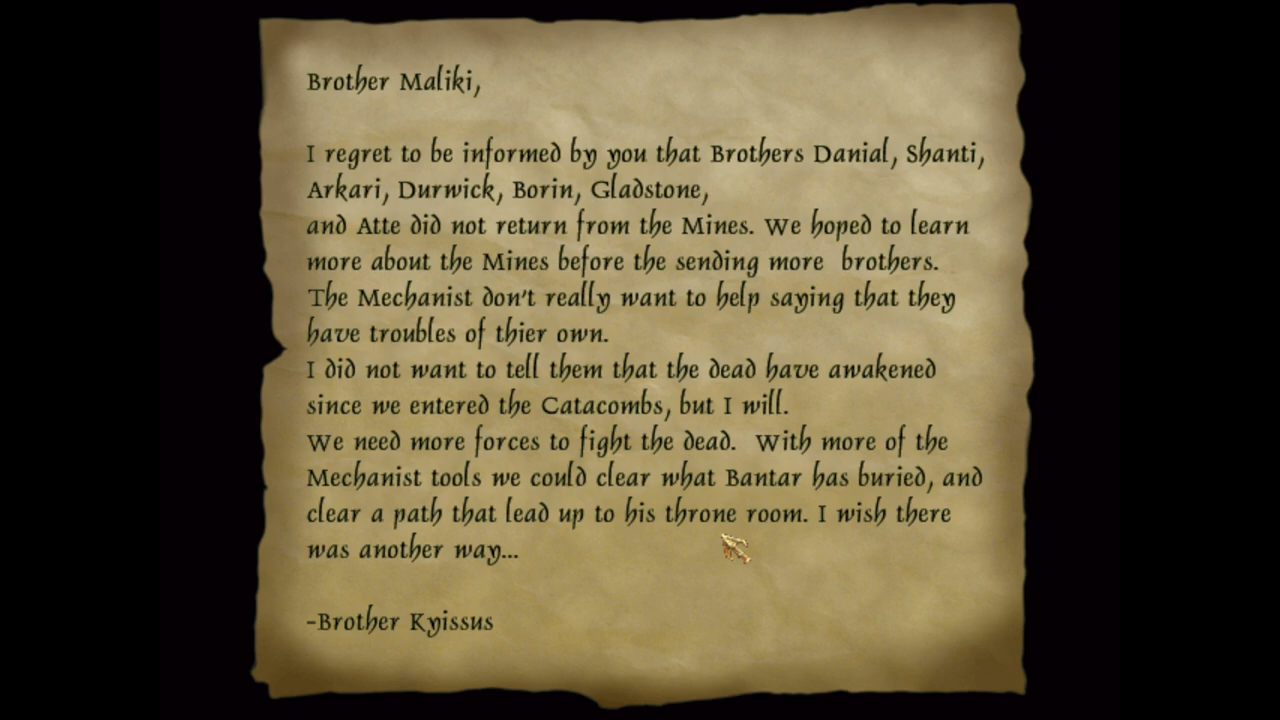 Brother Maliki,
I regret to be informed by you that Brothers Danial, Shanti,
Arkari, Durwick, Borin, Gladstone,
and Atte did not return from the Mines. We hoped to learn
more about the Mines before the sending more  brothers.
The Mechanist don't really want to help saying that they
have troubles of thier own.
I did not want to tell them that the dead have awakened
since we entered the Catacombs, but I will.
We need more forces to fight the dead.  With more of the
Mechanist tools we could clear what Bantar has buried, and
clear a path that lead up to his throne room. I wish there
was another way...
-Brother Kyissus